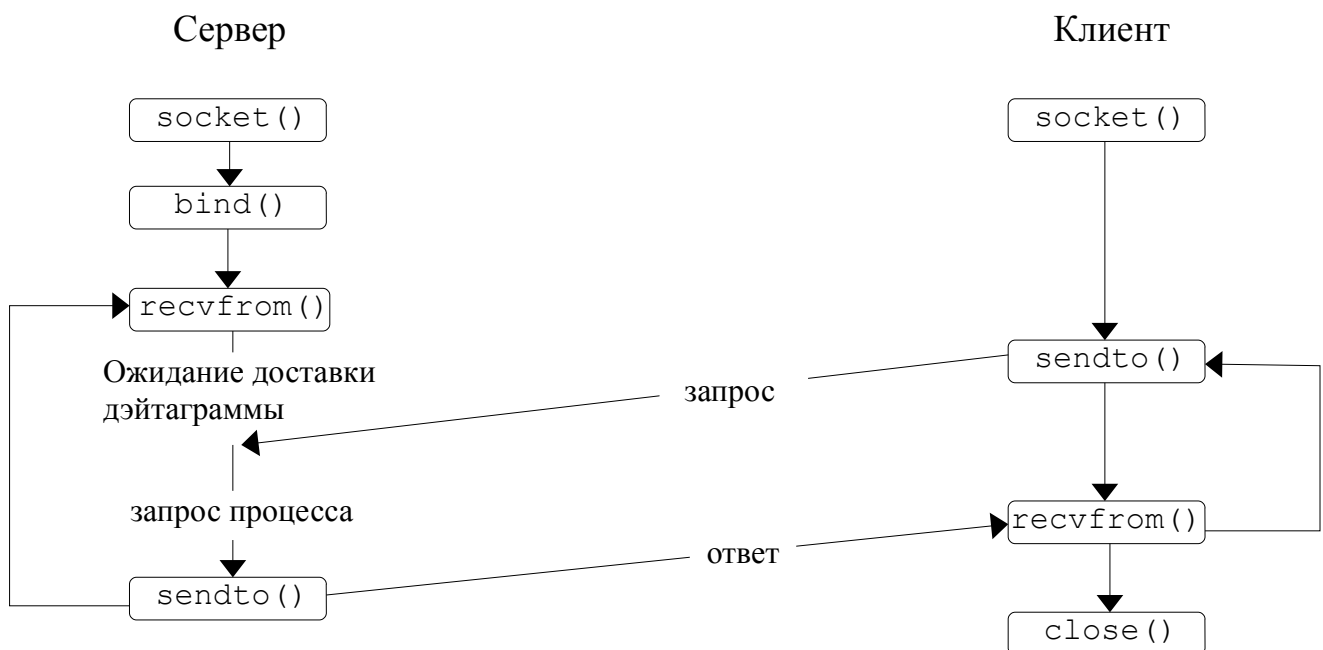 Сервер
socket()
bind()
recvfrom()
Ожидание доставки
дэйтаграммы
запрос процесса
sendto()
запрос
ответ
Клиент
socket()
sendto()
recvfrom()
close()